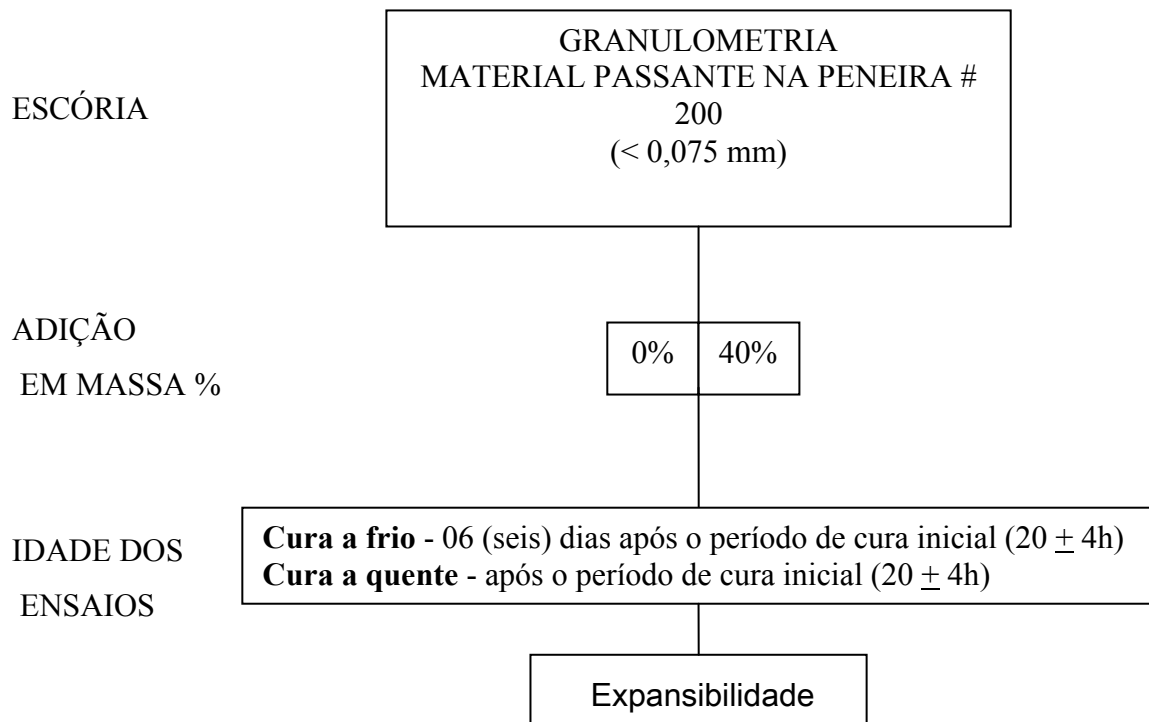 ESCÓRIA
GRANULOMETRIA
MATERIAL PASSANTE NA PENEIRA #
200
(< 0,075 mm)
ADIÇÃO
EM MASSA %
0% 40%
IDADE DOS
ENSAIOS
Cura a frio - 06 (seis) dias após o período de cura inicial (20 ± 4h)
Cura a quente - após o período de cura inicial (20 ± 4h)
Expansibilidade